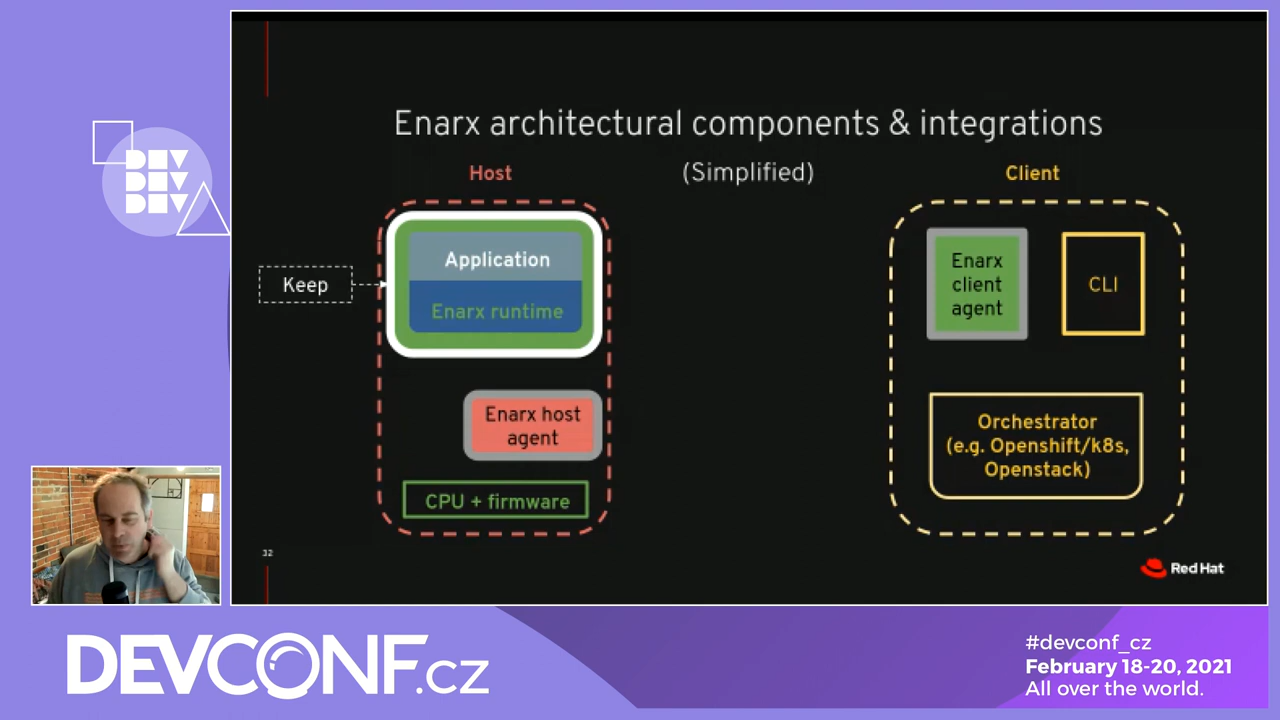 Enarx architectural components & integrations
(Simplified)
Host
Client
Keep
Application
Enarx runtime
Enarx host
agent
CPU + firmware
Enarx
client
agent
CLI
Orchestrator
(e.g. Openshift/k8s,
Openstack)
32
Red Hat
DEV
DEV
DEV
DEVCONF.cz
#devconf_cz
February 18-20, 2021
All over the world.